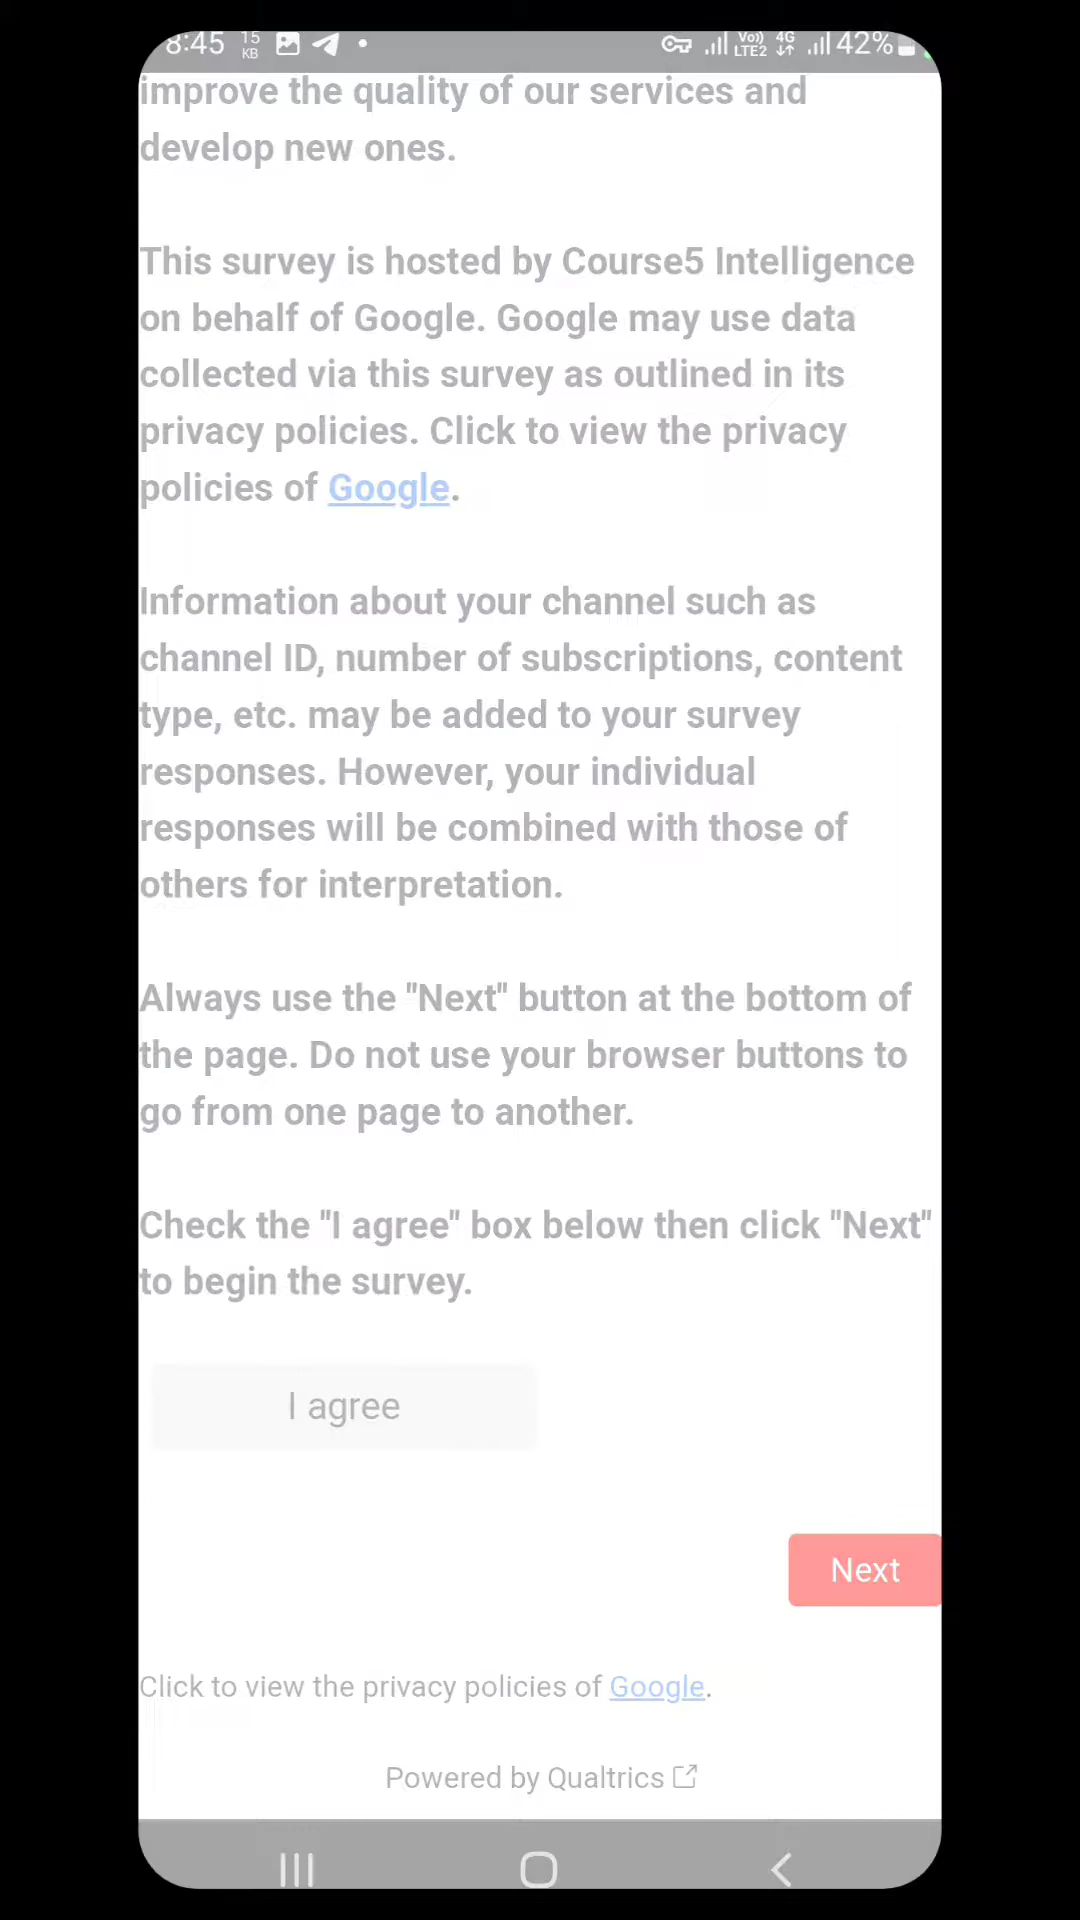 8:45 15 KB Vo)) LTE2 4G 42%
improve the quality of our services and
develop new ones.
This survey is hosted by Course5 Intelligence
on behalf of Google. Google may use data
collected via this survey as outlined in its
privacy policies. Click to view the privacy
policies of Google.
Information about your channel such as
channel ID, number of subscriptions, content
type, etc. may be added to your survey
responses. However, your individual
responses will be combined with those of
others for interpretation.
Always use the "Next" button at the bottom of
the page. Do not use your browser buttons to
go from one page to another.
Check the "I agree" box below then click "Next"
to begin the survey.
I agree
Next
Click to view the privacy policies of Google.
Powered by Qualtrics